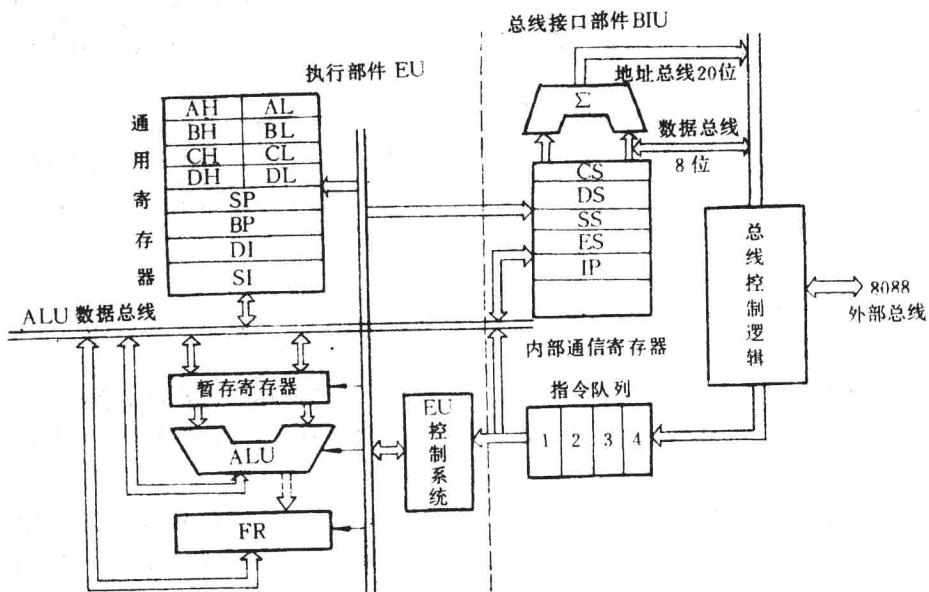 总线接口部件BIU
执行部件 EU
地址总线20位
通用寄存器
AH AL
BH BL
CH CL
DH DL
SP
BP
DI
SI
Σ
数据总线
8位
CS
DS
SS
ES
IP
总线控制逻辑
8088
外部总线
ALU 数据总线
内部通信寄存器
暂存寄存器
指令队列
EU控制系统
1 2 3 4
ALU
FR